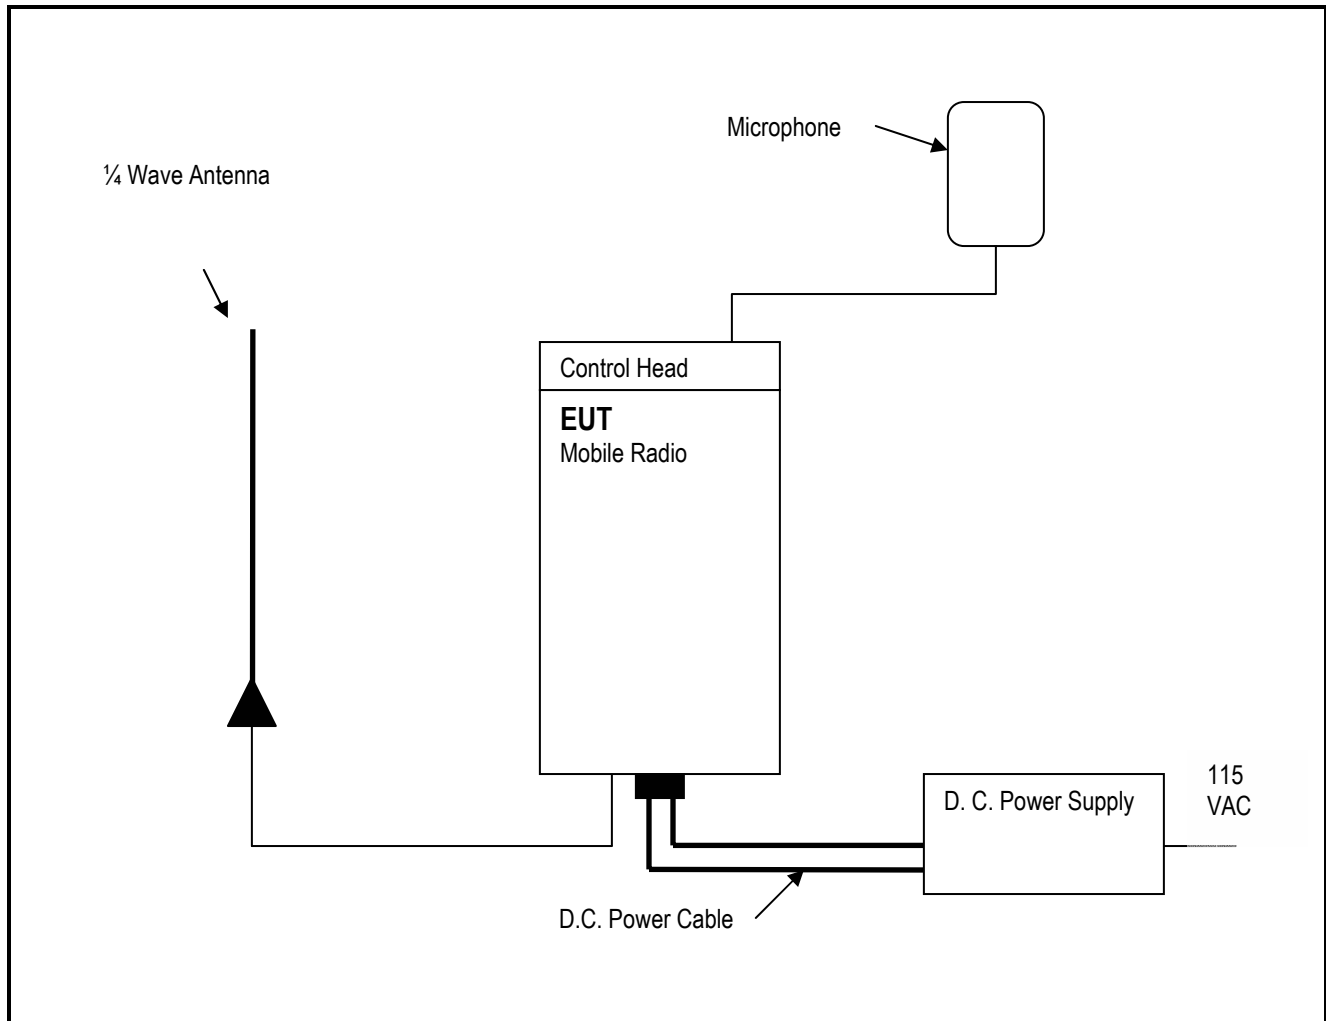 Microphone
¼ Wave Antenna
Control Head
EUT
Mobile Radio
115
VAC
D. C. Power Supply
D.C. Power Cable